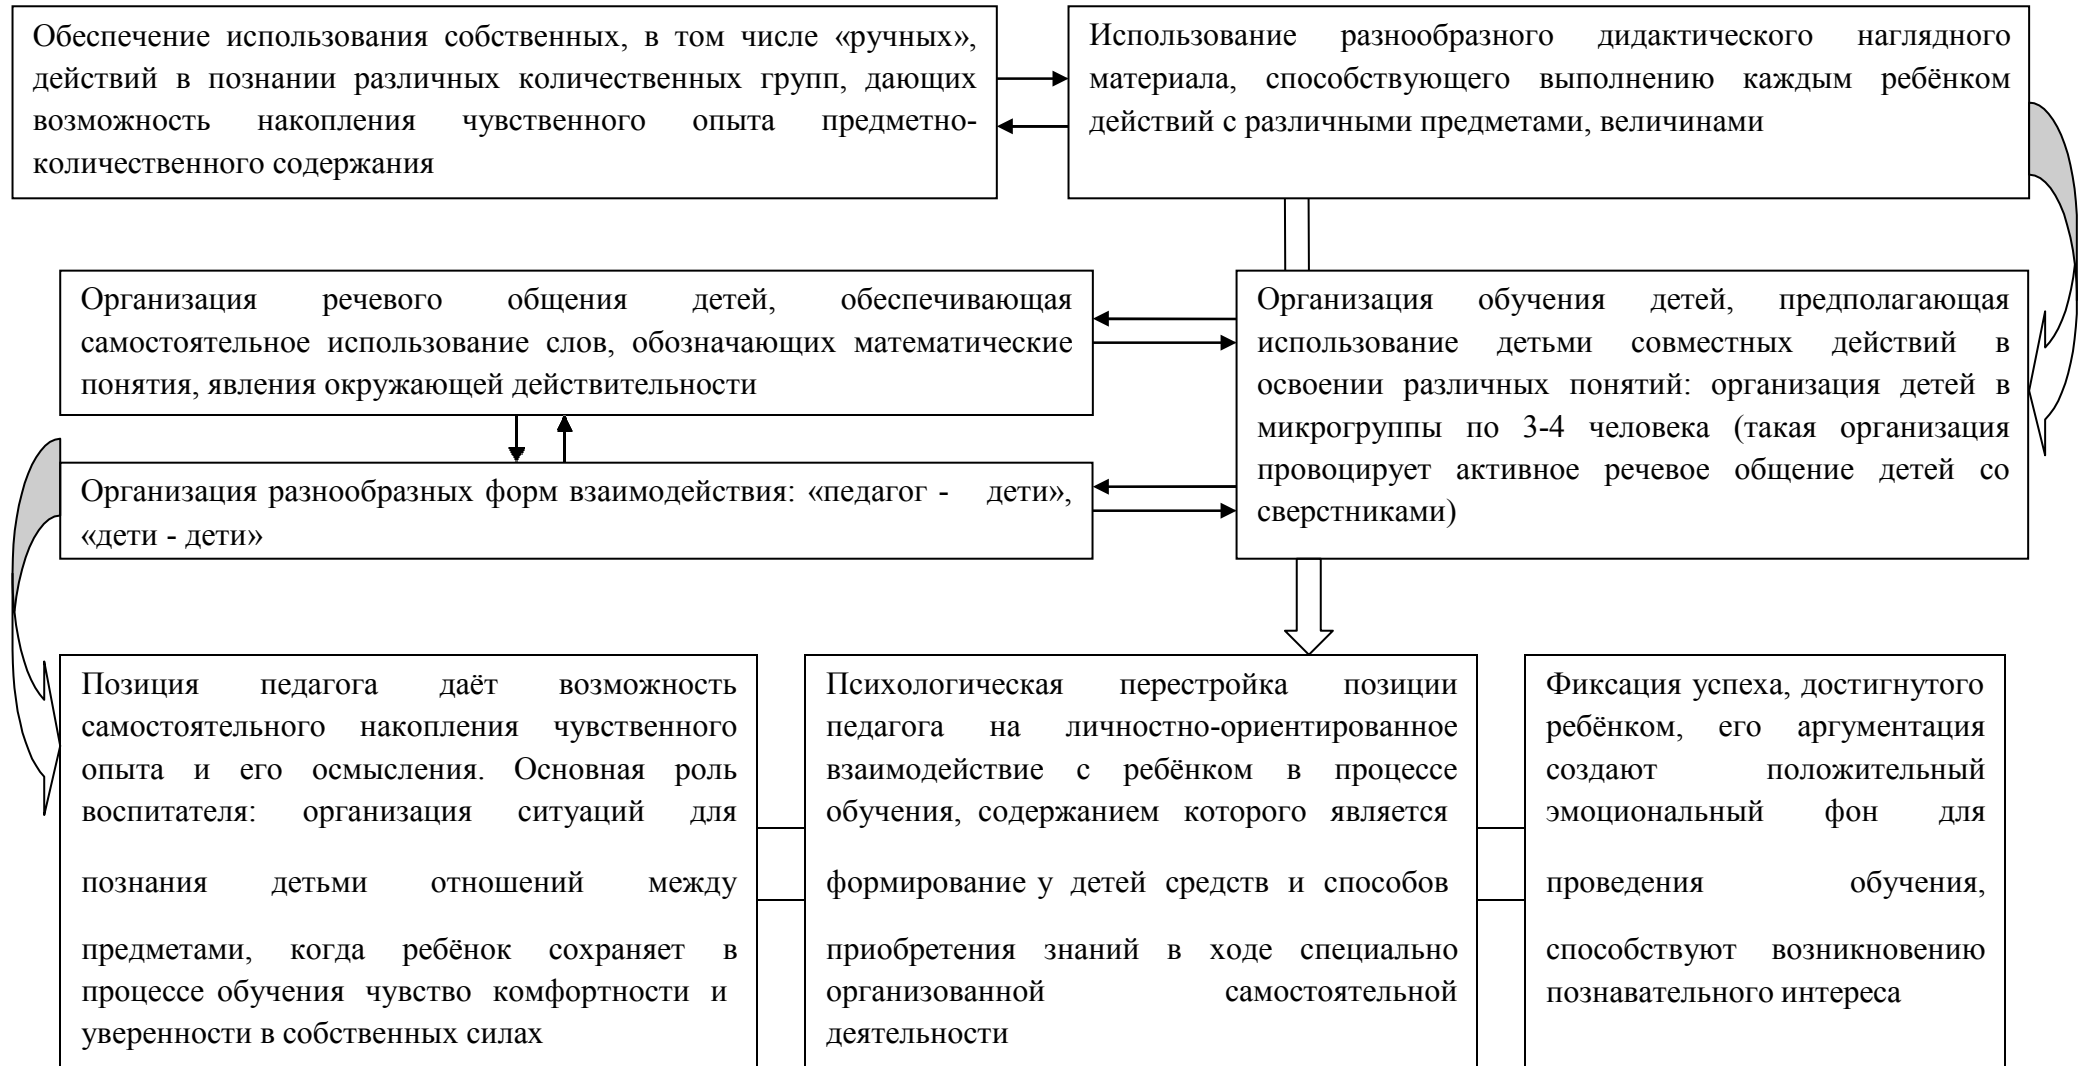 Обеспечение использования собственных, в том числе «ручных»,
действий в познании различных количественных групп, дающих
возможность накопления чувственного опыта предметно-
количественного содержания
Использование разнообразного дидактического наглядного
материала, способствующего выполнению каждым ребёнком
действий с различными предметами, величинами
Организация речевого общения детей, обеспечивающая
самостоятельное использование слов, обозначающих математические
понятия, явления окружающей действительности
Организация обучения детей, предполагающая
использование детьми совместных действий в
освоении различных понятий: организация детей в
микрогруппы по 3-4 человека (такая организация
провоцирует активное речевое общение детей со
сверстниками)
Организация разнообразных форм взаимодействия: «педагог - дети»,
«дети - дети»
Позиция педагога даёт возможность
самостоятельного накопления чувственного
опыта и его осмысления. Основная роль
воспитателя: организация ситуаций для
познания детьми отношений между
предметами, когда ребёнок сохраняет в
процессе обучения чувство комфортности и
уверенности в собственных силах
Психологическая перестройка позиции
педагога на личностно-ориентированное
взаимодействие с ребёнком в процессе
обучения, содержанием которого является
формирование у детей средств и способов
приобретения знаний в ходе специально
организованной самостоятельной
деятельности
Фиксация успеха, достигнутого
ребёнком, его аргументация
создают положительный
эмоциональный фон для
проведения обучения,
способствуют возникновению
познавательного интереса